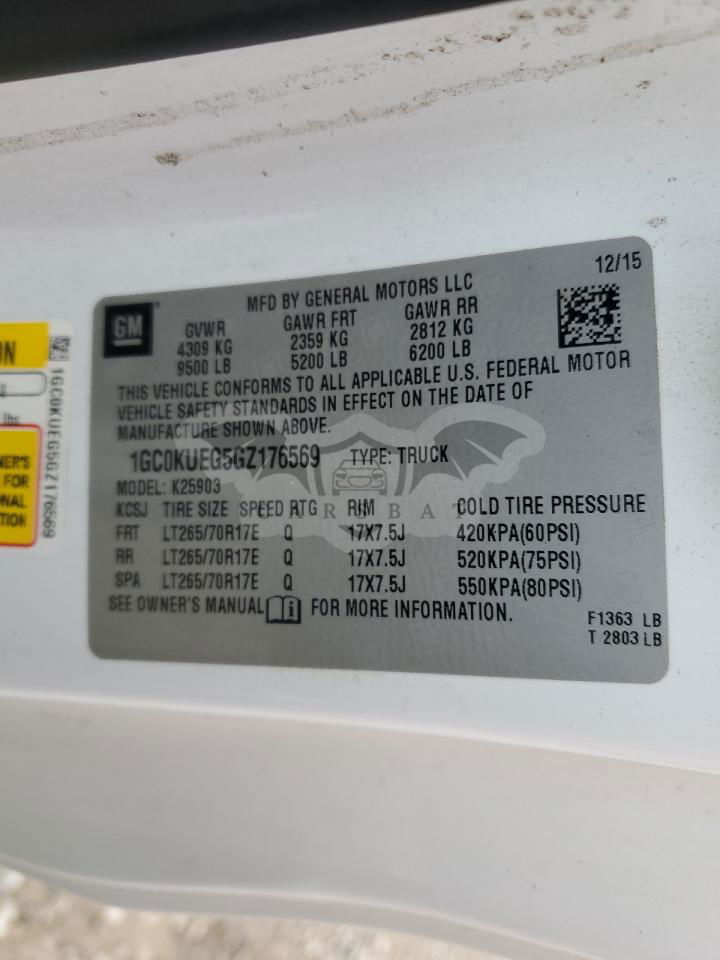 12/15
MFD BY GENERAL MOTORS LLC
GM
GVWR GAWR FRT GAWR RR
4309 KG 2359 KG 2812 KG
9500 LB 5200 LB 6200 LB
THIS VEHICLE CONFORMS TO ALL APPLICABLE U.S. FEDERAL MOTOR
VEHICLE SAFETY STANDARDS IN EFFECT ON THE DATE OF
MANUFACTURE SHOWN ABOVE.
1GC0KUEG5GZ176569 TYPE: TRUCK
MODEL: K25903
KCSJ TIRE SIZE SPEED RTG RIM COLD TIRE PRESSURE
FRT LT265/70R17E Q 17X7.5J 420KPA(60PSI)
RR LT265/70R17E Q 17X7.5J 520KPA(75PSI)
SPA LT265/70R17E Q 17X7.5J 550KPA(80PSI)
SEE OWNER'S MANUAL FOR MORE INFORMATION.
F1363 LB
T 2803 LB
1GC0KUEG5GZ176569
lbs
FOR